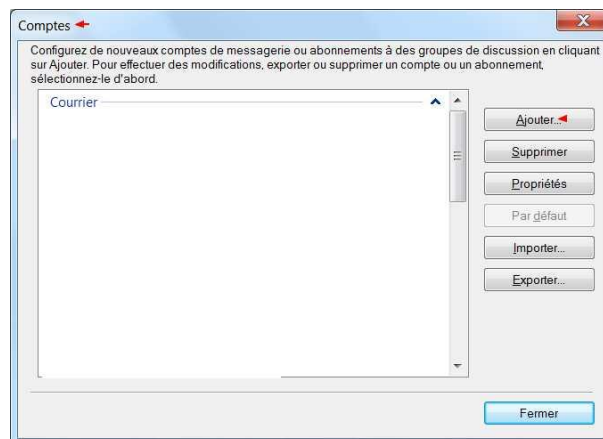 Comptes
Configurez de nouveaux comptes de messagerie ou abonnements à des groupes de discussion en cliquant
sur Ajouter. Pour effectuer des modifications, exporter ou supprimer un compte ou un abonnement,
sélectionnez-le d'abord.
Courrier
Ajouter...
Supprimer
Propriétés
Par défaut
Importer...
Exporter...
Fermer